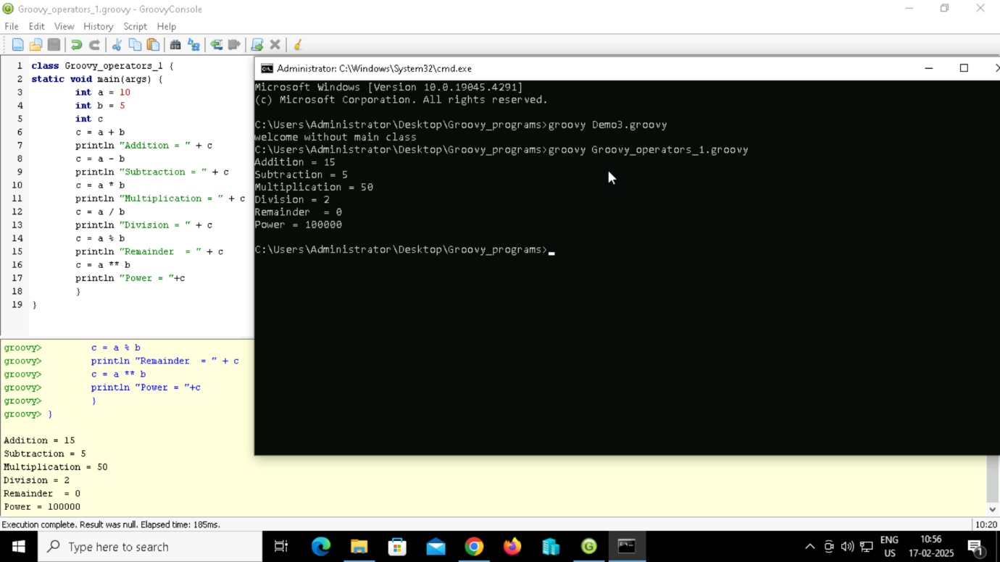 Groovy_operators_1.groovy - GroovyConsole
File Edit View History Script Help
1 class Groovy_operators_1 {
2 static void main(args) {
3 int a = 10
4 int b = 5
5 int c
6 c = a + b
7 println "Addition = " + c
8 c = a - b
9 println "Subtraction = " + c
10 c = a * b
11 println "Multiplication = " + c
12 c = a / b
13 println "Division = " + c
14 c = a % b
15 println "Remainder  = " + c
16 c = a ** b
17 println "Power = "+c
18 }
19 }
Administrator: C:\Windows\System32\cmd.exe
Microsoft Windows [Version 10.0.19045.4291]
(c) Microsoft Corporation. All rights reserved.
C:\Users\Administrator\Desktop\Groovy_programs>groovy Demo3.groovy
welcome without main class
C:\Users\Administrator\Desktop\Groovy_programs>groovy Groovy_operators_1.groovy
Addition = 15
Subtraction = 5
Multiplication = 50
Division = 2
Remainder  = 0
Power = 100000
C:\Users\Administrator\Desktop\Groovy_programs>_
groovy> c = a % b
groovy> println "Remainder  = " + c
groovy> c = a ** b
groovy> println "Power = "+c
groovy> }
groovy> }
Addition = 15
Subtraction = 5
Multiplication = 50
Division = 2
Remainder  = 0
Power = 100000
Execution complete. Result was null. Elapsed time: 185ms.
10:20
Type here to search
ENG
US
10:56
17-02-2025
1